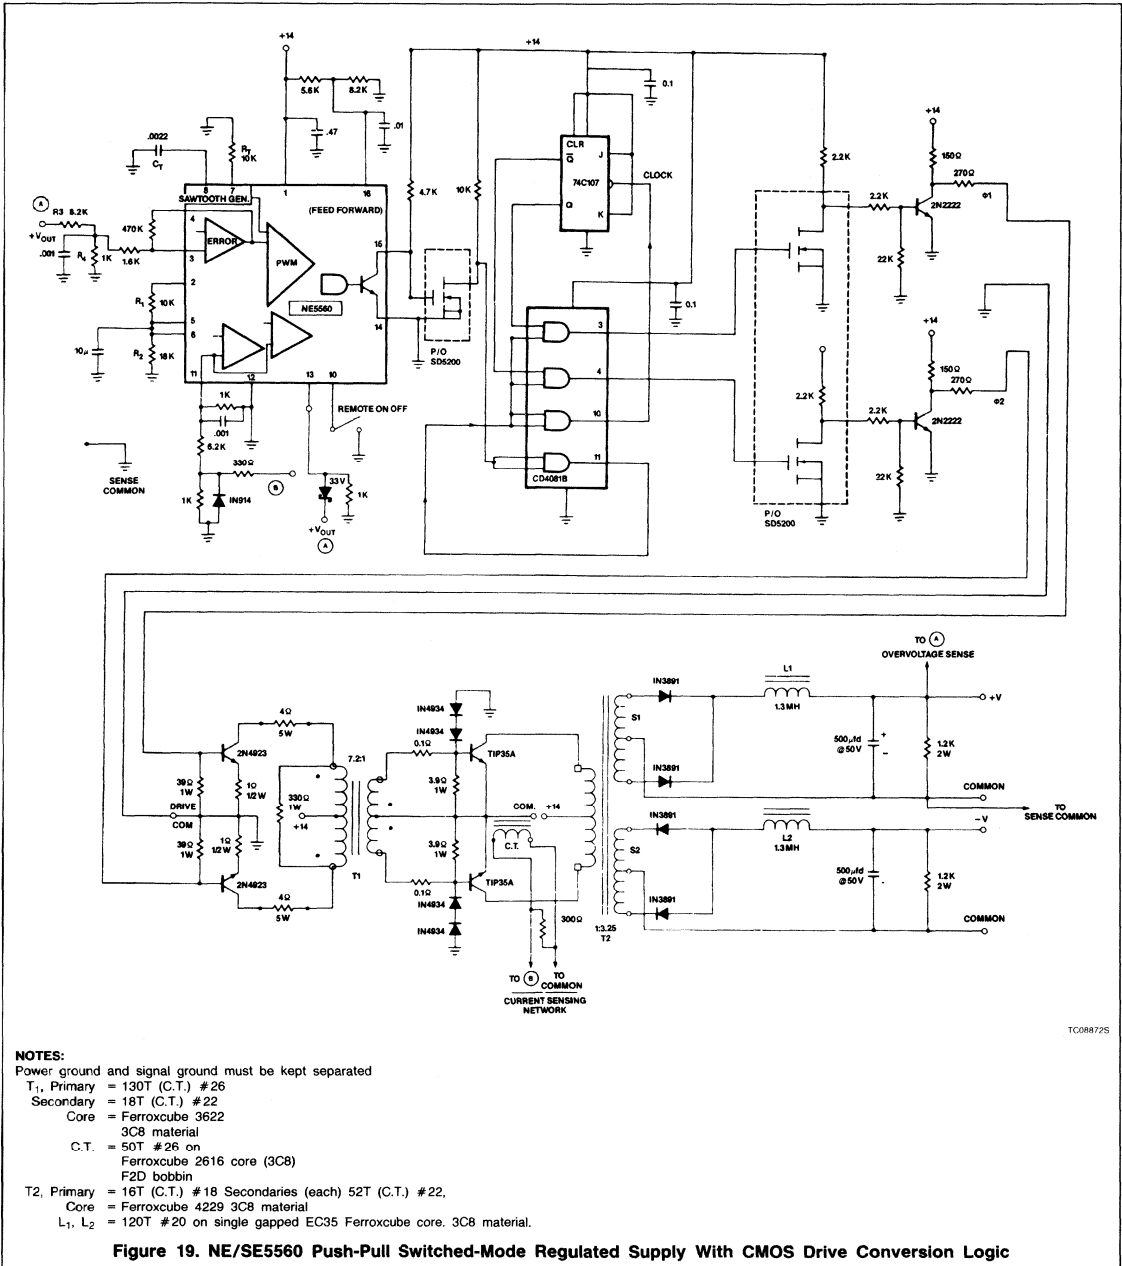 +14
+14
5.6K
8.2K
.47
.01
0.1
.0022
C_T
R_T
10K
8
7
1
16
SAWTOOTH GEN.
(FEED FORWARD)
4.7K
10K
CLR
Q̅
J
74C107
CLOCK
Q
K
2.2K
+14
150Ω
270Ω
Φ1
2N2222
2.2K
22K
A
R3 8.2K
+V_OUT
.001
R_4
1K
1.6K
470K
4
3
ERROR
PWM
NE5560
15
14
2
5
6
R_1
10K
R_2
18K
10μ
11
12
13
10
P/O
SD5200
0.1
3
4
10
11
CD4081B
+14
150Ω
270Ω
Φ2
2N2222
2.2K
2.2K
22K
P/O
SD5200
1K
.001
6.2K
REMOTE ON OFF
SENSE
COMMON
330Ω
B
1K
IN914
33V
1K
+V_OUT
A
TO A
OVERVOLTAGE SENSE
L1
1.3MH
IN3891
S1
IN3891
500μfd
@50V
+
-
1.2K
2W
+V
COMMON
TO
SENSE COMMON
-V
IN3891
S2
IN3891
L2
1.3MH
500μfd
@50V
-
1.2K
2W
COMMON
4Ω
5W
2N4923
39Ω
1W
1Ω
1/2W
DRIVE
COM
39Ω
1W
1Ω
1/2W
2N4923
4Ω
5W
330Ω
1W
+14
7.2:1
T1
IN4934
IN4934
0.1Ω
TIP35A
3.9Ω
1W
COM.
+14
C.T.
3.9Ω
1W
0.1Ω
TIP35A
IN4934
IN4934
300Ω
1:3.25
T2
TO B
TO
COMMON
CURRENT SENSING
NETWORK
TC08872S
NOTES:
Power ground and signal ground must be kept separated
T1, Primary = 130T (C.T.) #26
Secondary = 18T (C.T.) #22
Core = Ferroxcube 3622
3C8 material
C.T. = 50T #26 on
Ferroxcube 2616 core (3C8)
F2D bobbin
T2, Primary = 16T (C.T.) #18 Secondaries (each) 52T (C.T.) #22,
Core = Ferroxcube 4229 3C8 material
L1, L2 = 120T #20 on single gapped EC35 Ferroxcube core. 3C8 material.
Figure 19. NE/SE5560 Push-Pull Switched-Mode Regulated Supply With CMOS Drive Conversion Logic